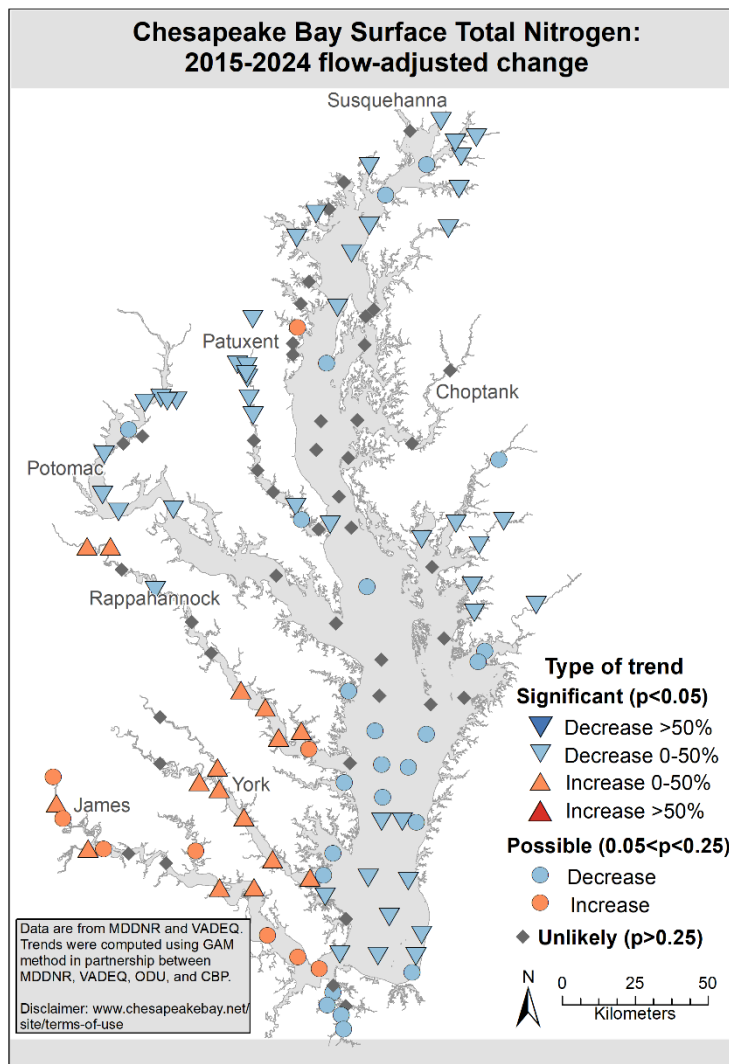 Chesapeake Bay Surface Total Nitrogen:
2015-2024 flow-adjusted change
Susquehanna
Patuxent
Choptank
Potomac
Rappahannock
York
James
Type of trend
Significant (p<0.05)
Decrease >50%
Decrease 0-50%
Increase 0-50%
Increase >50%
Possible (0.05<p<0.25)
Decrease
Increase
Unlikely (p>0.25)
Data are from MDDNR and VADEQ.
Trends were computed using GAM
method in partnership between
MDDNR, VADEQ, ODU, and CBP.
Disclaimer: www.chesapeakebay.net/
site/terms-of-use
N
0 25 50
Kilometers